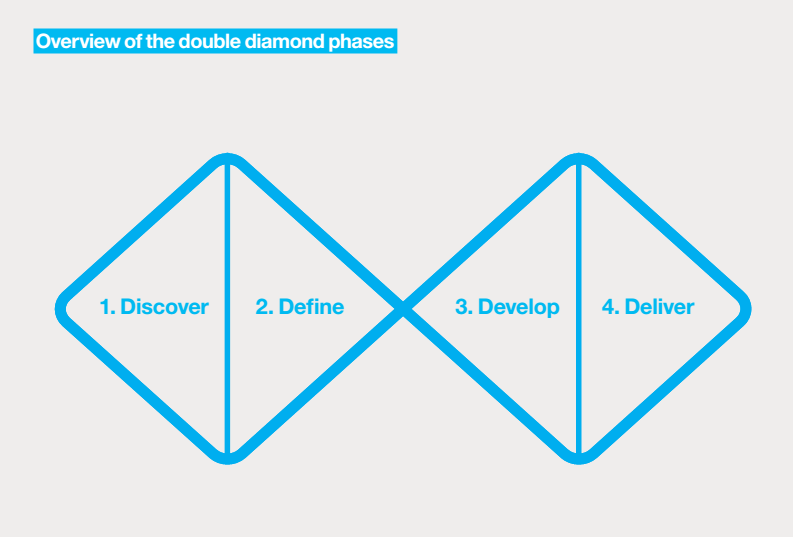 Overview of the double diamond phases
1. Discover
2. Define
3. Develop
4. Deliver